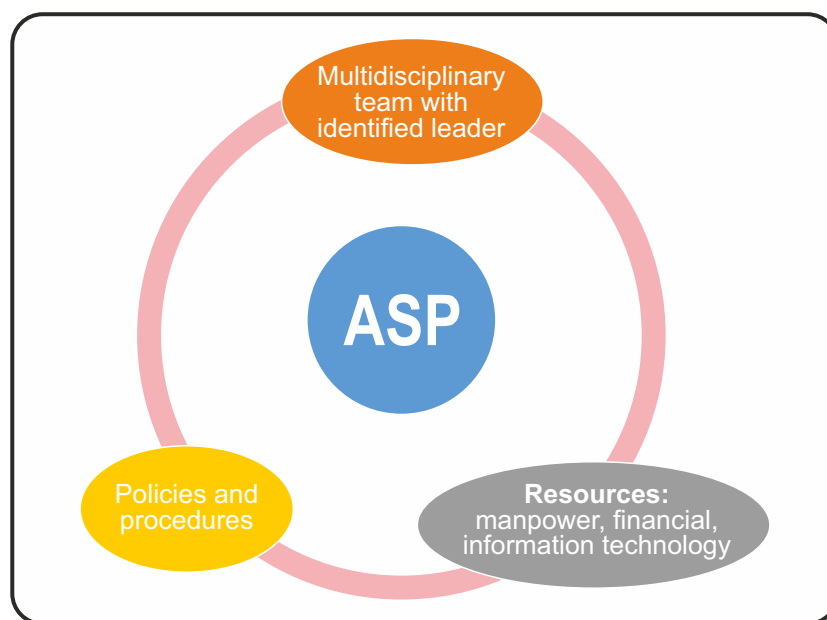 Multidisciplinary
team with
identified leader
ASP
Policies and
procedures
Resources:
manpower, financial,
information technology